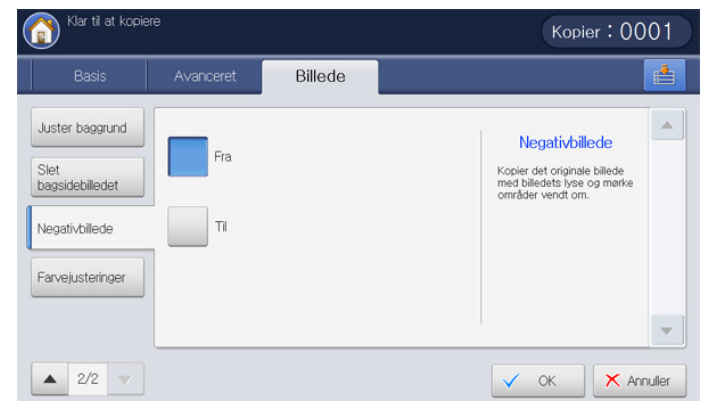 Klar til at kopiere
Kopier : 0001
Basis
Avanceret
Billede
Juster baggrund
Slet
bagsidebilledet
Negativbillede
Farvejusteringer
Fra
Til
Negativbillede
Kopier det originale billede
med billedets lyse og mørke
områder vendt om.
2/2
OK
Annuller